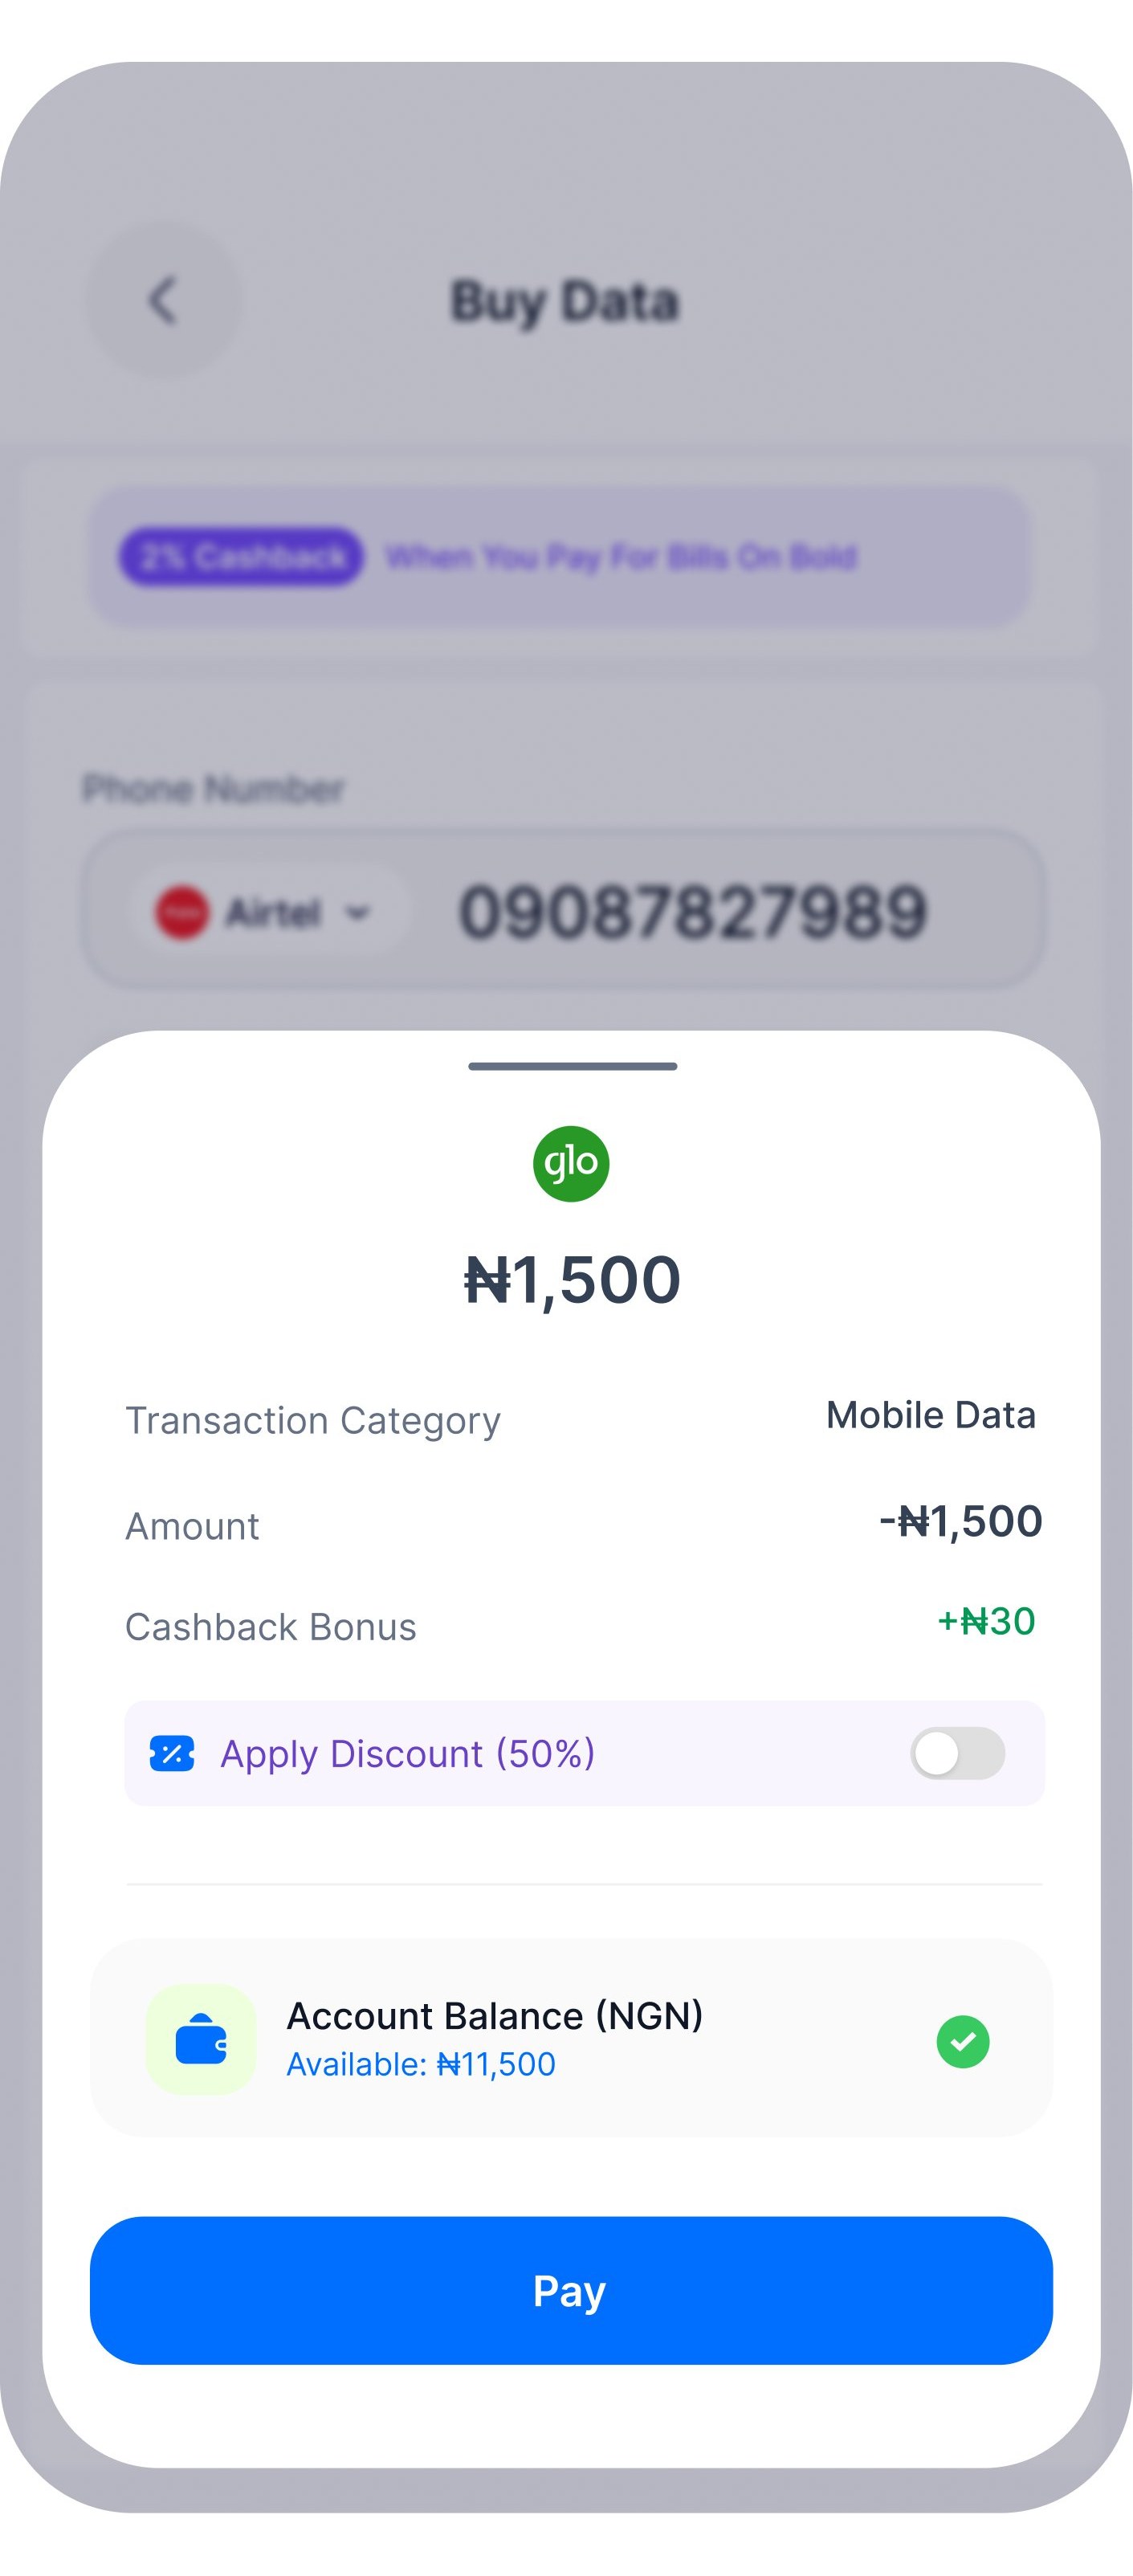 Buy Data
2% Cashback When You Pay For Bills On Bold
Phone Number
Airtel 09087827989
glo
₦1,500
Transaction Category Mobile Data
Amount -₦1,500
Cashback Bonus +₦30
Apply Discount (50%)
Account Balance (NGN)
Available: ₦11,500
Pay